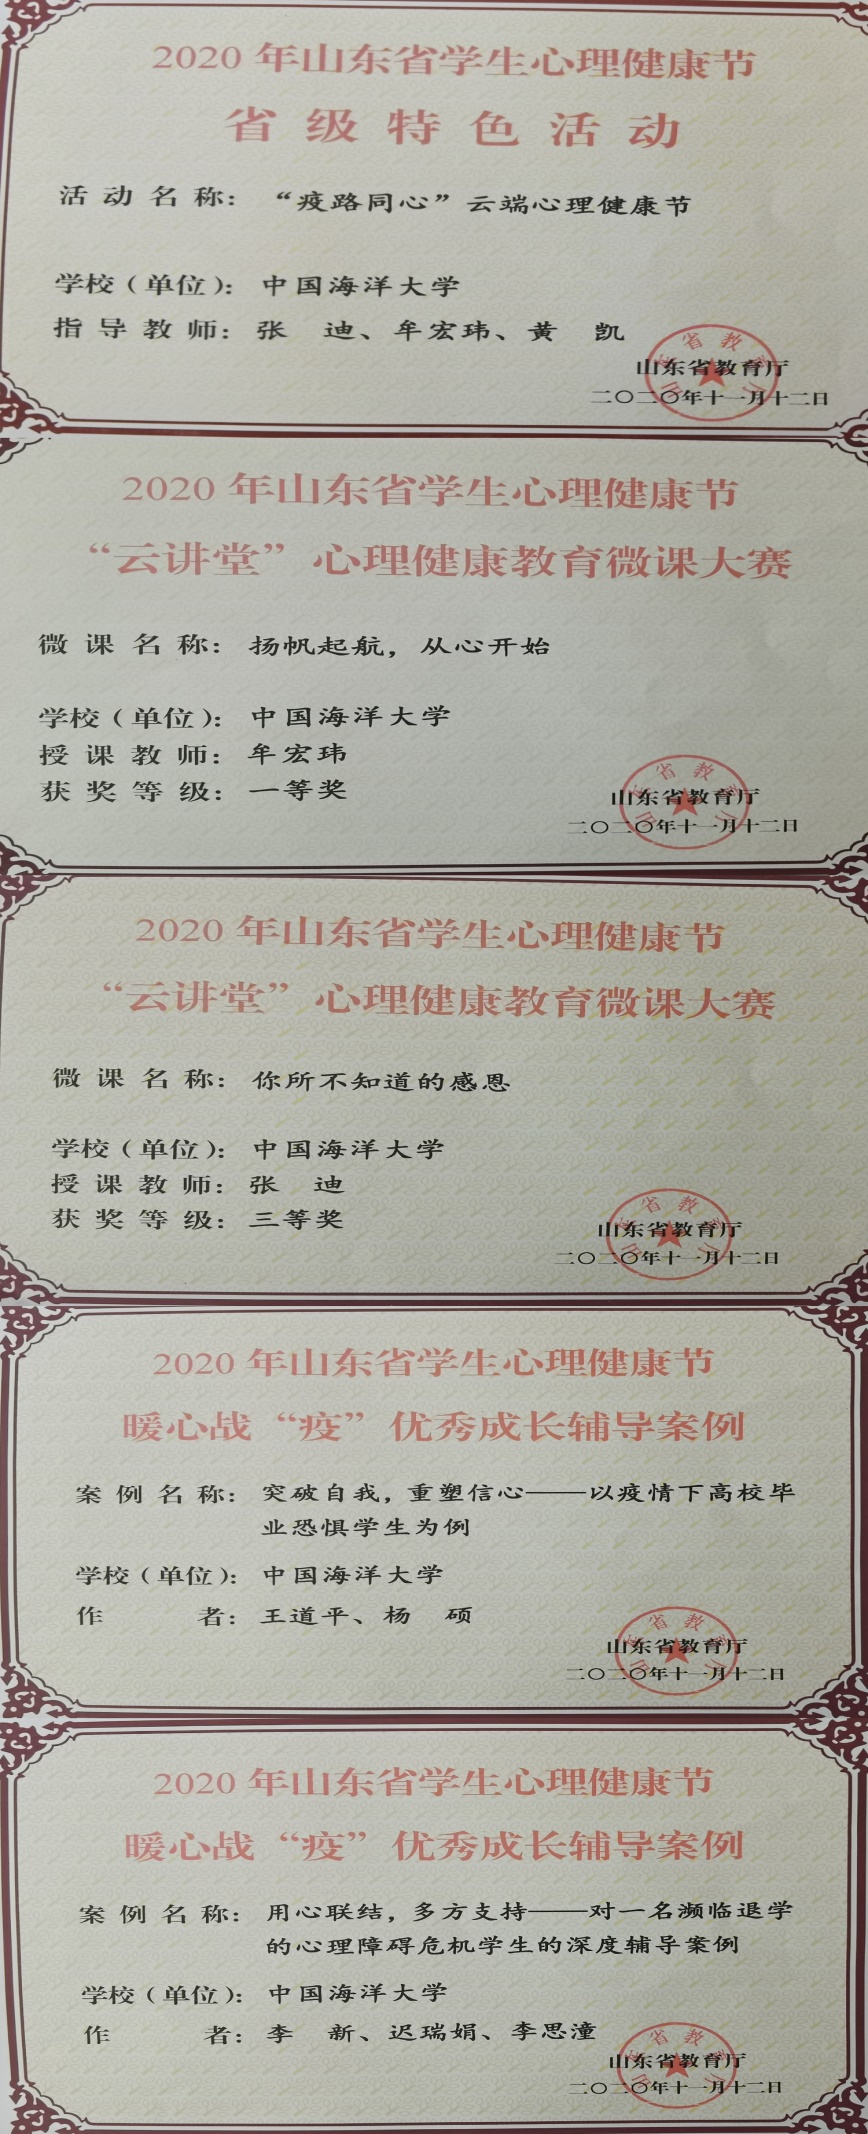 2020 年山东省学生心理健康节
省级特色活动
活动名称：“疫路同心”云端心理健康节
学校（单位）：中国海洋大学
指导教师：张 迪、牟宏玮、黄 凯
山东省教育厅
二〇二〇年十一月十二日
2020 年山东省学生心理健康节
“云讲堂”心理健康教育微课大赛
微课名称：扬帆起航，从心开始
学校（单位）：中国海洋大学
授课教师：牟宏玮
获奖等级：一等奖
山东省教育厅
二〇二〇年十一月十二日
2020 年山东省学生心理健康节
“云讲堂”心理健康教育微课大赛
微课名称：你所不知道的感恩
学校（单位）：中国海洋大学
授课教师：张 迪
获奖等级：三等奖
山东省教育厅
二〇二〇年十一月十二日
2020 年山东省学生心理健康节
暖心战“疫”优秀成长辅导案例
案例名称：突破自我，重塑信心——以疫情下高校毕
业恐惧学生为例
学校（单位）：中国海洋大学
作 者：王道平、杨 硕
山东省教育厅
二〇二〇年十一月十二日
2020 年山东省学生心理健康节
暖心战“疫”优秀成长辅导案例
案例名称：用心联结，多方支持——对一名濒临退学
的心理障碍危机学生的深度辅导案例
学校（单位）：中国海洋大学
作 者：李 新、迟瑞娟、李思潼
山东省教育厅
二〇二〇年十一月十二日